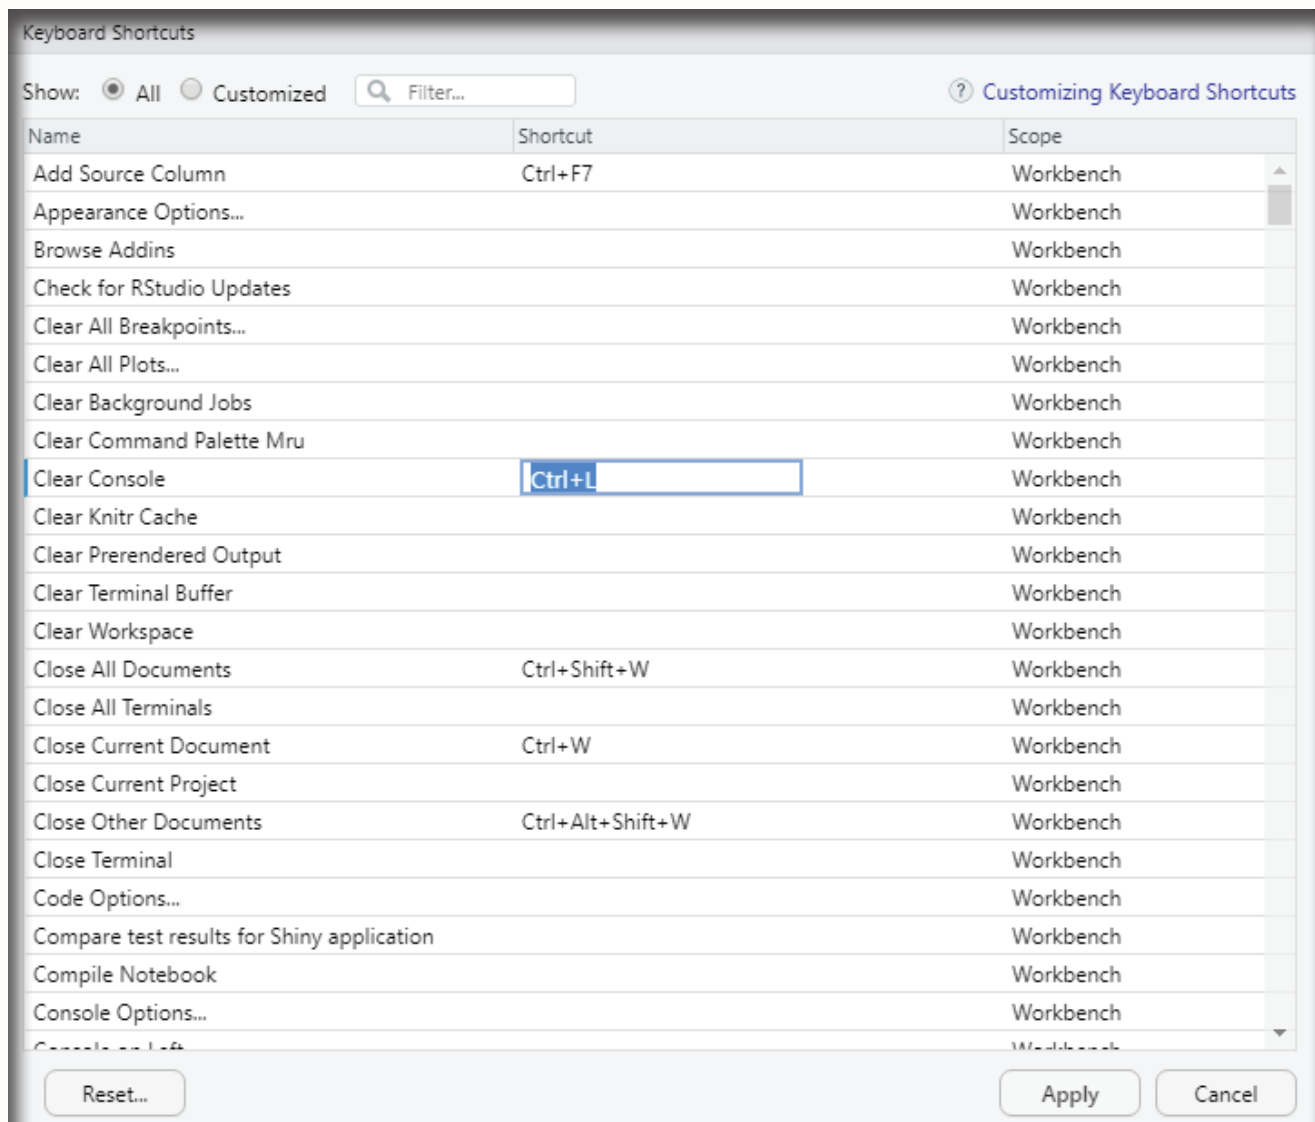 Keyboard Shortcuts
Show: All Customized Filter... ? Customizing Keyboard Shortcuts
Name Shortcut Scope
Add Source Column Ctrl+F7 Workbench
Appearance Options... Workbench
Browse Addins Workbench
Check for RStudio Updates Workbench
Clear All Breakpoints... Workbench
Clear All Plots... Workbench
Clear Background Jobs Workbench
Clear Command Palette Mru Workbench
Clear Console Ctrl+L Workbench
Clear Knitr Cache Workbench
Clear Prerendered Output Workbench
Clear Terminal Buffer Workbench
Clear Workspace Workbench
Close All Documents Ctrl+Shift+W Workbench
Close All Terminals Workbench
Close Current Document Ctrl+W Workbench
Close Current Project Workbench
Close Other Documents Ctrl+Alt+Shift+W Workbench
Close Terminal Workbench
Code Options... Workbench
Compare test results for Shiny application Workbench
Compile Notebook Workbench
Console Options... Workbench
Console on Left Workbench
Reset... Apply Cancel